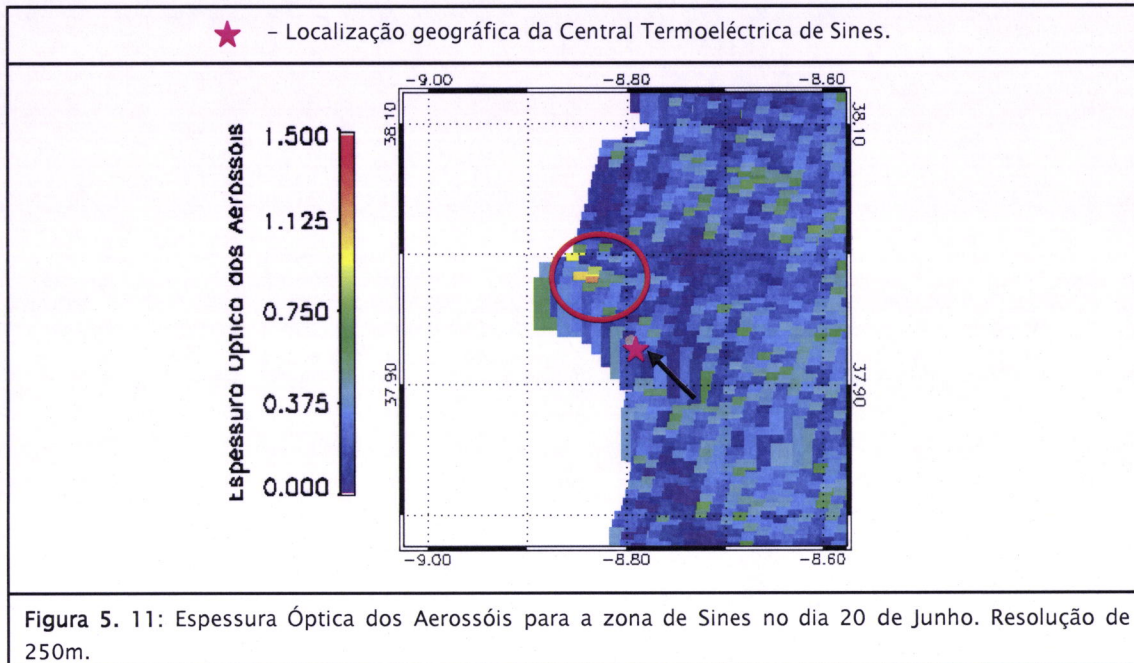 – Localização geográfica da Central Termoeléctrica de Sines.
-9.00 -8.80 -8.60
Espessura Óptica dos Aerossóis
1.500
1.125
0.750
0.375
0.000
38.10
37.90
38.10
37.90
-9.00 -8.80 -8.60
Figura 5. 11: Espessura Óptica dos Aerossóis para a zona de Sines no dia 20 de Junho. Resolução de
250m.